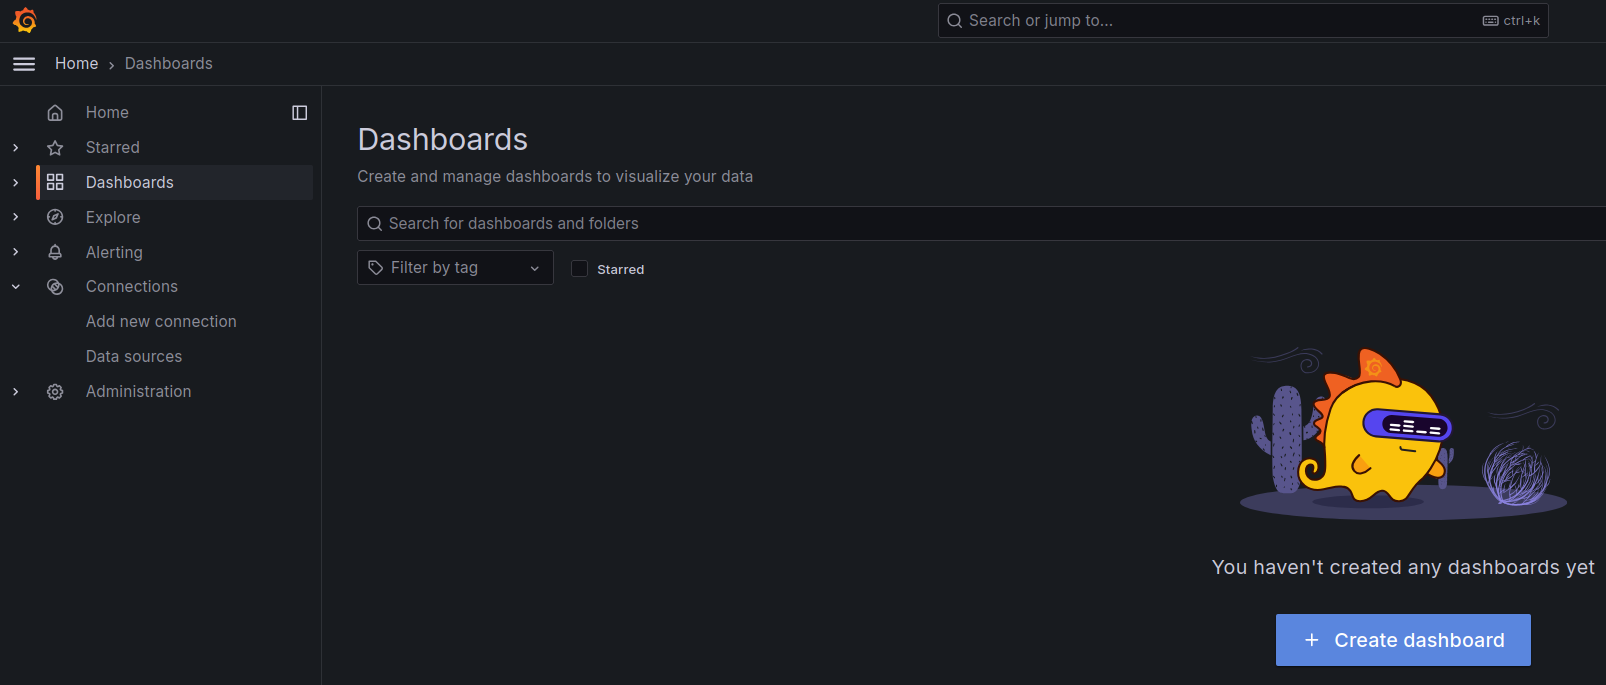 Search or jump to...
ctrl+k
Home › Dashboards
Home
Starred
Dashboards
Explore
Alerting
Connections
Add new connection
Data sources
Administration
Dashboards
Create and manage dashboards to visualize your data
Search for dashboards and folders
Filter by tag
Starred
You haven't created any dashboards yet
+ Create dashboard